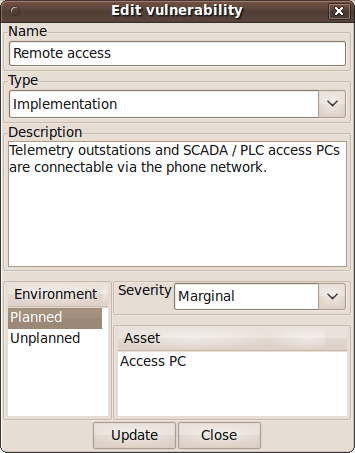 Edit vulnerability
Name
Remote access
Type
Implementation
Description
Telemetry outstations and SCADA / PLC access PCs
are connectable via the phone network.
Environment
Planned
Unplanned
Severity Marginal
Asset
Access PC
Update Close